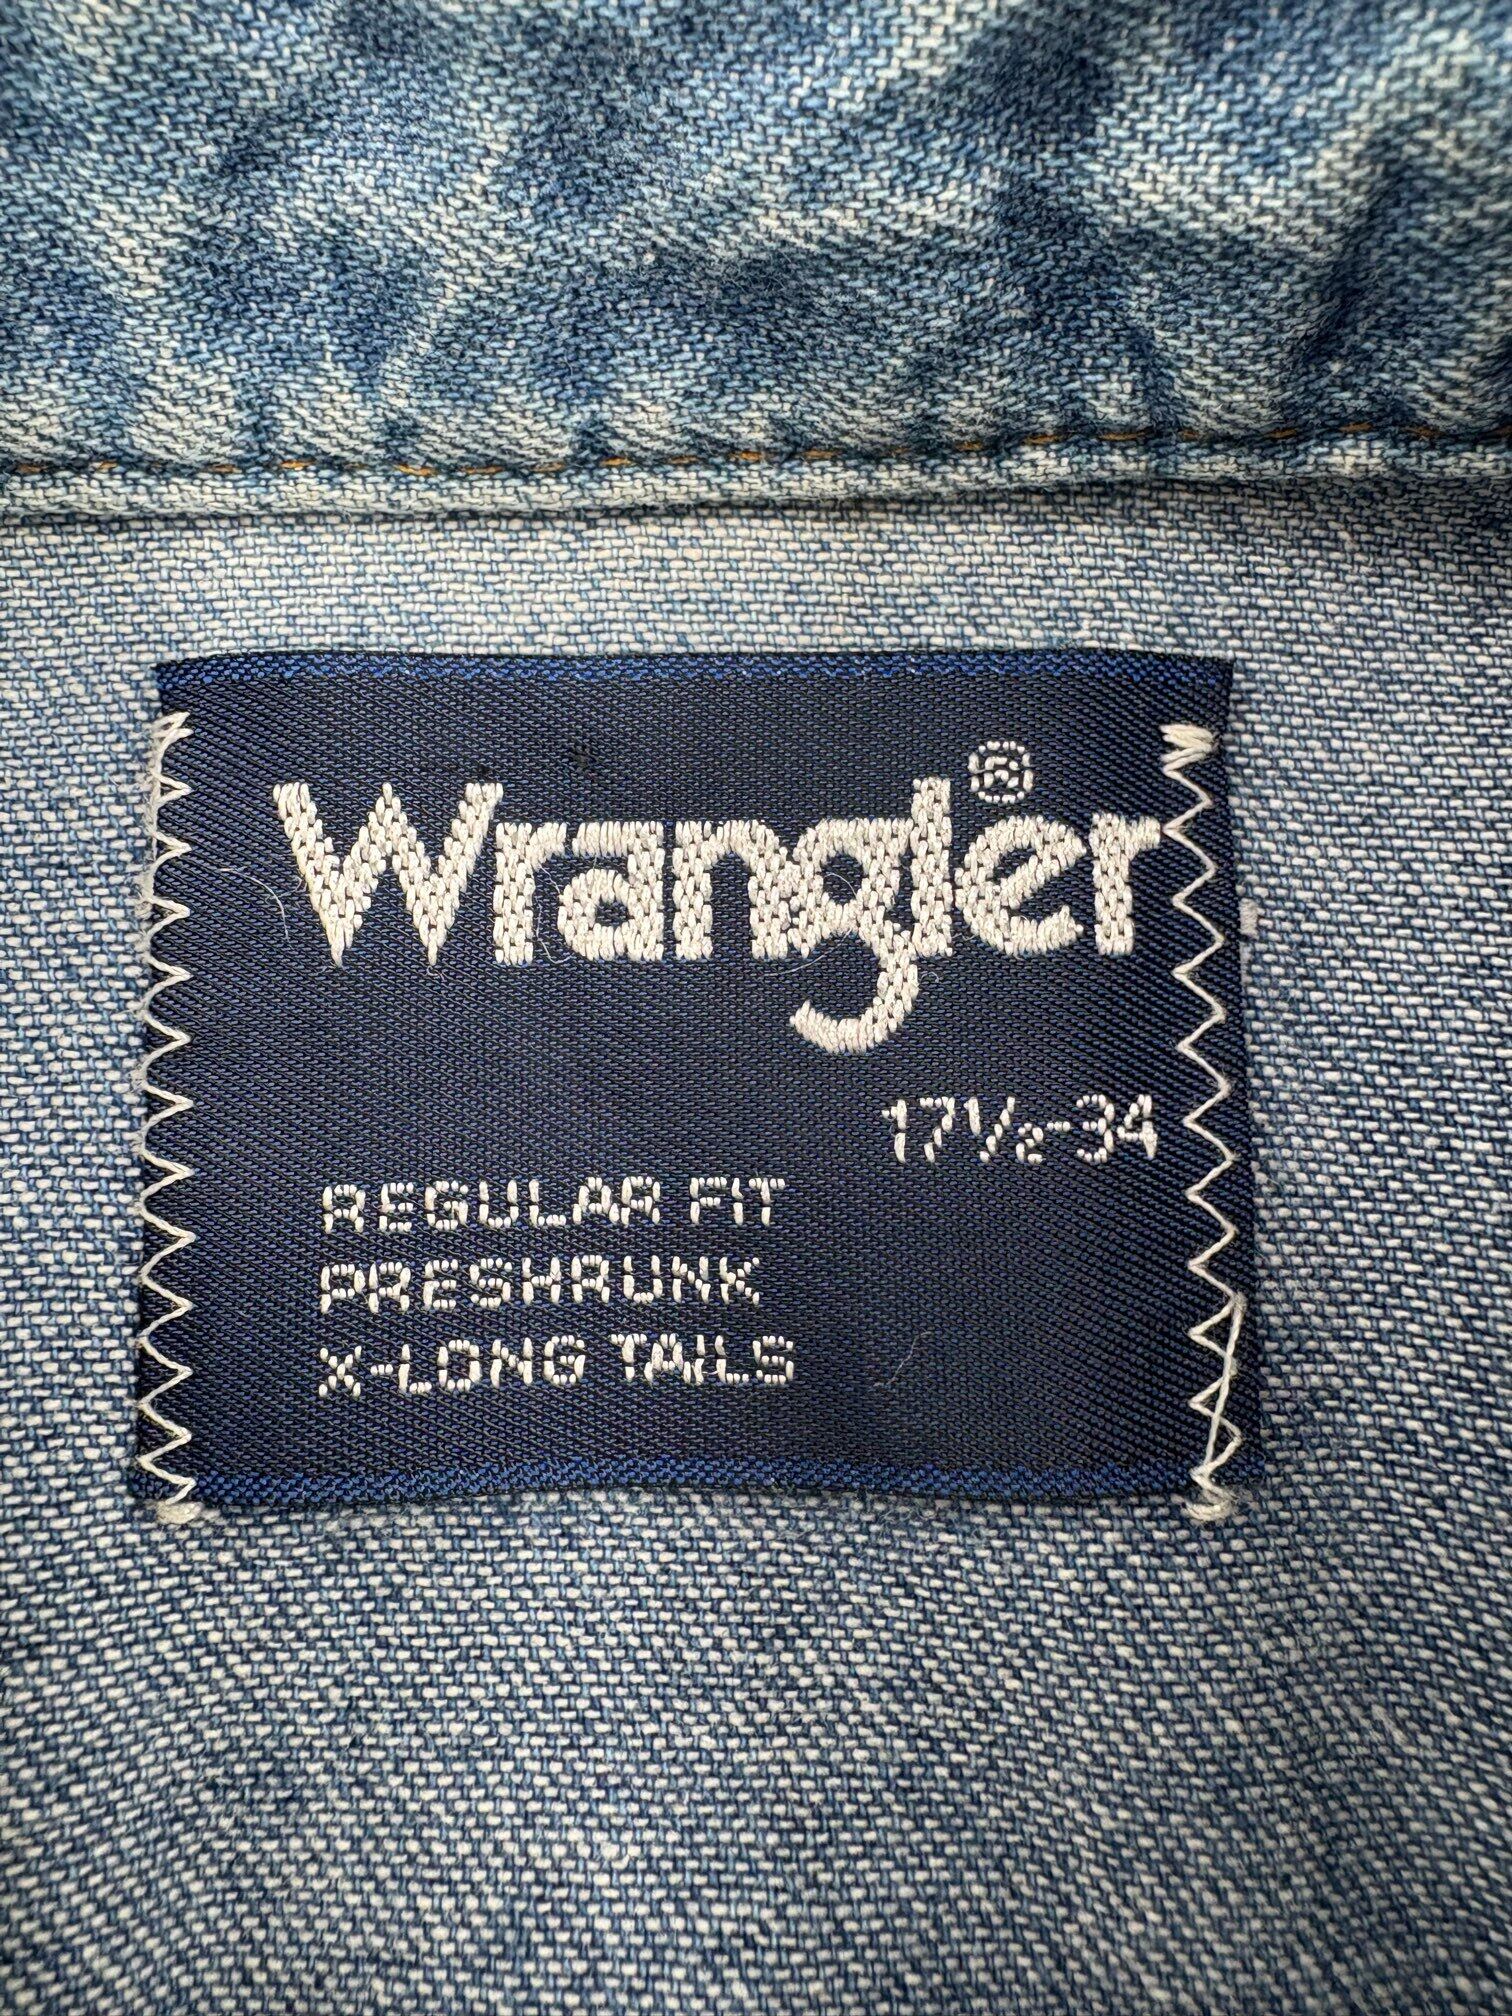 Wrangler®
17½-34
REGULAR FIT
PRESHRUNK
X-LONG TAILS